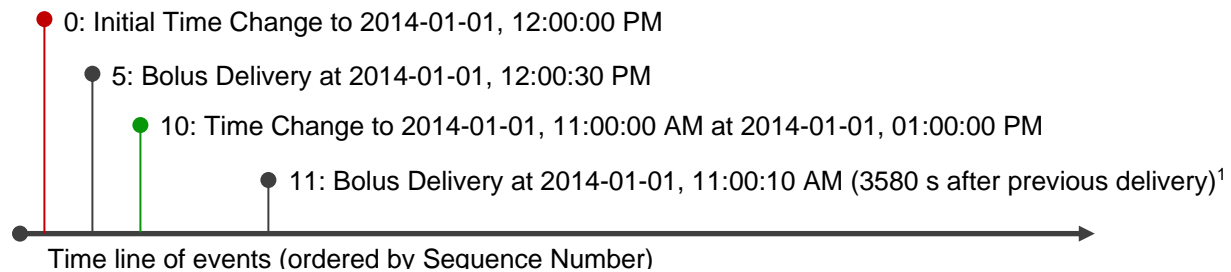 0: Initial Time Change to 2014-01-01, 12:00:00 PM
5: Bolus Delivery at 2014-01-01, 12:00:30 PM
10: Time Change to 2014-01-01, 11:00:00 AM at 2014-01-01, 01:00:00 PM
11: Bolus Delivery at 2014-01-01, 11:00:10 AM (3580 s after previous delivery)¹
Time line of events (ordered by Sequence Number)